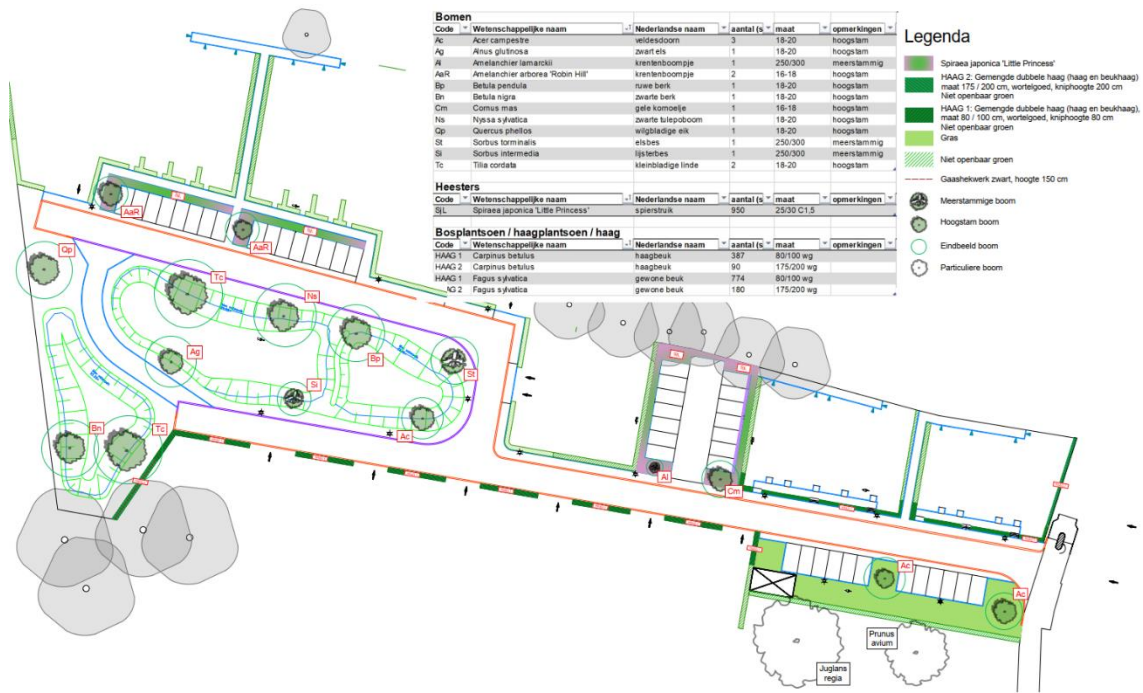 Bomen
Code Wetenschappelijke naam Nederlandse naam aantal (s maat opmerkingen
Ac Acer campestre veldesdoorn 3 18-20 hoogstam
Ag Alnus glutinosa zwart els 1 18-20 hoogstam
Al Amelanchier lamarckii krentenboompje 1 250/300 meerstammig
AaR Amelanchier arborea 'Robin Hill' krentenboompje 2 16-18 hoogstam
Bp Betula pendula ruwe berk 1 18-20 hoogstam
Bn Betula nigra zwarte berk 1 18-20 hoogstam
Cm Cornus mas gele kornoelje 1 16-18 hoogstam
Ns Nyssa sylvatica zwarte tulepoboom 1 18-20 hoogstam
Qp Quercus phellos wilgbladige eik 1 18-20 hoogstam
St Sorbus torminalis elsbes 1 250/300 meerstammig
Si Sorbus intermedia lijsterbes 1 250/300 meerstammig
Tc Tilia cordata kleinbladige linde 2 18-20 hoogstam
Heesters
Code Wetenschappelijke naam Nederlandse naam aantal (s maat opmerkingen
SjL Spiraea japonica 'Little Princess' spierstruik 950 25/30 C1,5
Bosplantsoen / haagplantsoen / haag
Code Wetenschappelijke naam Nederlandse naam aantal (s maat opmerkingen
HAAG 1 Carpinus betulus haagbeuk 387 80/100 wg
HAAG 2 Carpinus betulus haagbeuk 90 175/200 wg
HAAG 1 Fagus sylvatica gewone beuk 774 80/100 wg
AG 2 Fagus sylvatica gewone beuk 180 175/200 wg
Legenda
Spiraea japonica 'Little Princess'
HAAG 2: Gemengde dubbele haag (haag en beukhaag)
maat 175 / 200 cm, wortelgoed, kniphoogte 200 cm
Niet openbaar groen
HAAG 1: Gemengde dubbele haag (haag en beukhaag),
maat 80 / 100 cm, wortelgoed, kniphoogte 80 cm
Niet openbaar groen
Gras
Niet openbaar groen
Gaashekwerk zwart, hoogte 150 cm
Meerstammige boom
Hoogstam boom
Eindbeeld boom
Particuliere boom
AaR
AaR
Qp
Tc
Ns
Bp
St
Ag
Si
Ac
Bn
Tc
Al
Cm
Ac
Ac
Prunus
avium
Juglans
regia